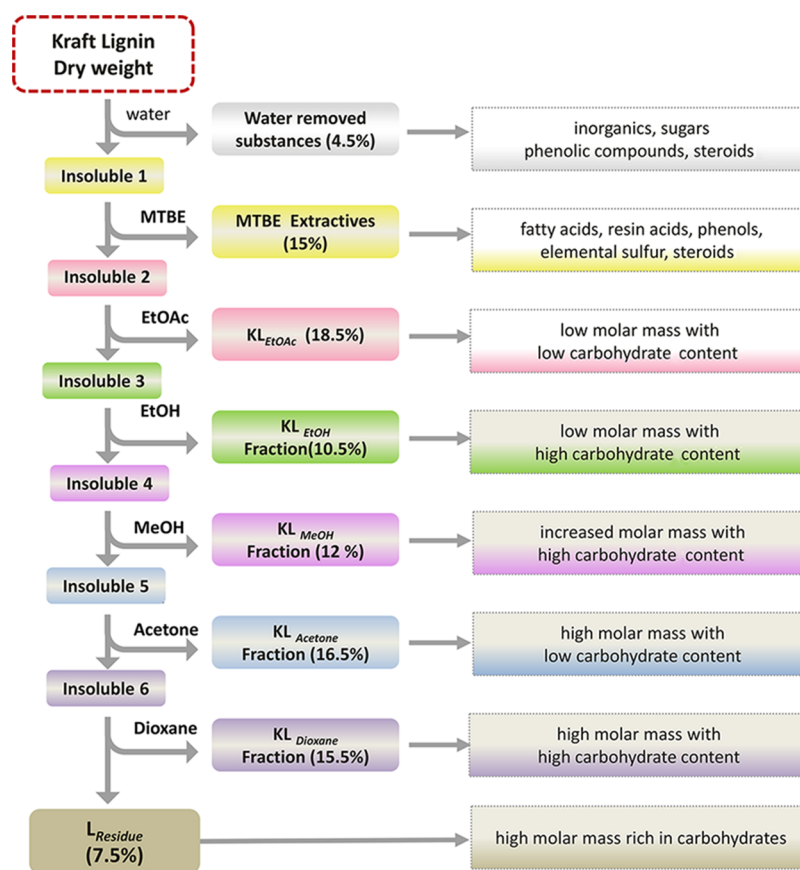 Kraft Lignin
Dry weight
water
Water removed
substances (4.5%)
inorganics, sugars
phenolic compounds, steroids
Insoluble 1
MTBE
MTBE Extractives
(15%)
fatty acids, resin acids, phenols,
elemental sulfur, steroids
Insoluble 2
EtOAc
KL EtOAc (18.5%)
low molar mass with
low carbohydrate content
Insoluble 3
EtOH
KL EtOH
Fraction(10.5%)
low molar mass with
high carbohydrate content
Insoluble 4
MeOH
KL MeOH
Fraction (12 %)
increased molar mass with
high carbohydrate content
Insoluble 5
Acetone
KL Acetone
Fraction (16.5%)
high molar mass with
low carbohydrate content
Insoluble 6
Dioxane
KL Dioxane
Fraction (15.5%)
high molar mass with
high carbohydrate content
L Residue
(7.5%)
high molar mass rich in carbohydrates